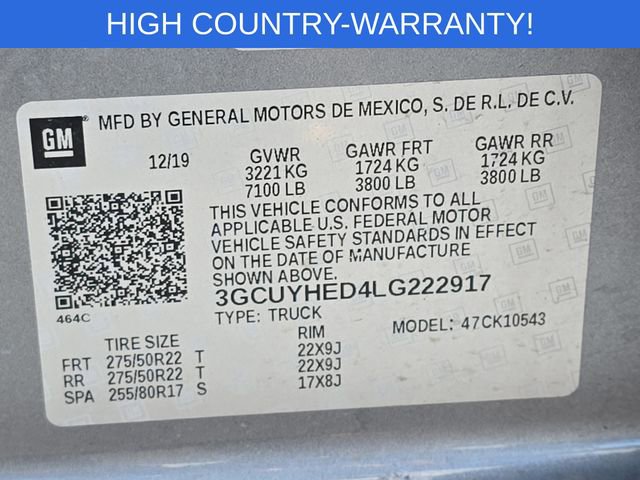 HIGH COUNTRY-WARRANTY!
GM MFD BY GENERAL MOTORS DE MEXICO, S. DE R.L. DE C.V.
12/19 GVWR GAWR FRT GAWR RR
3221 KG 1724 KG 1724 KG
7100 LB 3800 LB 3800 LB
THIS VEHICLE CONFORMS TO ALL
APPLICABLE U.S. FEDERAL MOTOR
VEHICLE SAFETY STANDARDS IN EFFECT
ON THE DATE OF MANUFACTURE
SHOWN ABOVE.
3GCUYHED4LG222917
464C TYPE: TRUCK MODEL: 47CK10543
TIRE SIZE RIM
FRT 275/50R22 T 22X9J
RR 275/50R22 T 22X9J
SPA 255/80R17 S 17X8J